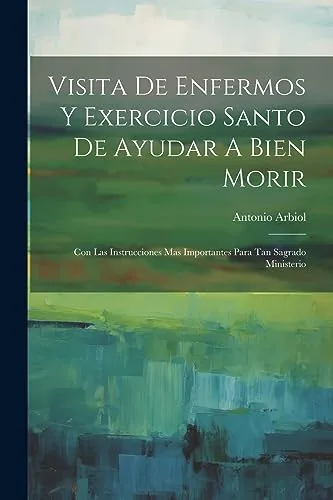 Visita De Enfermos
Y Exercicio Santo
De Ayudar A Bien
Morir
Antonio Arbiol
Con Las Instrucciones Mas Importantes Para Tan Sagrado
Ministerio